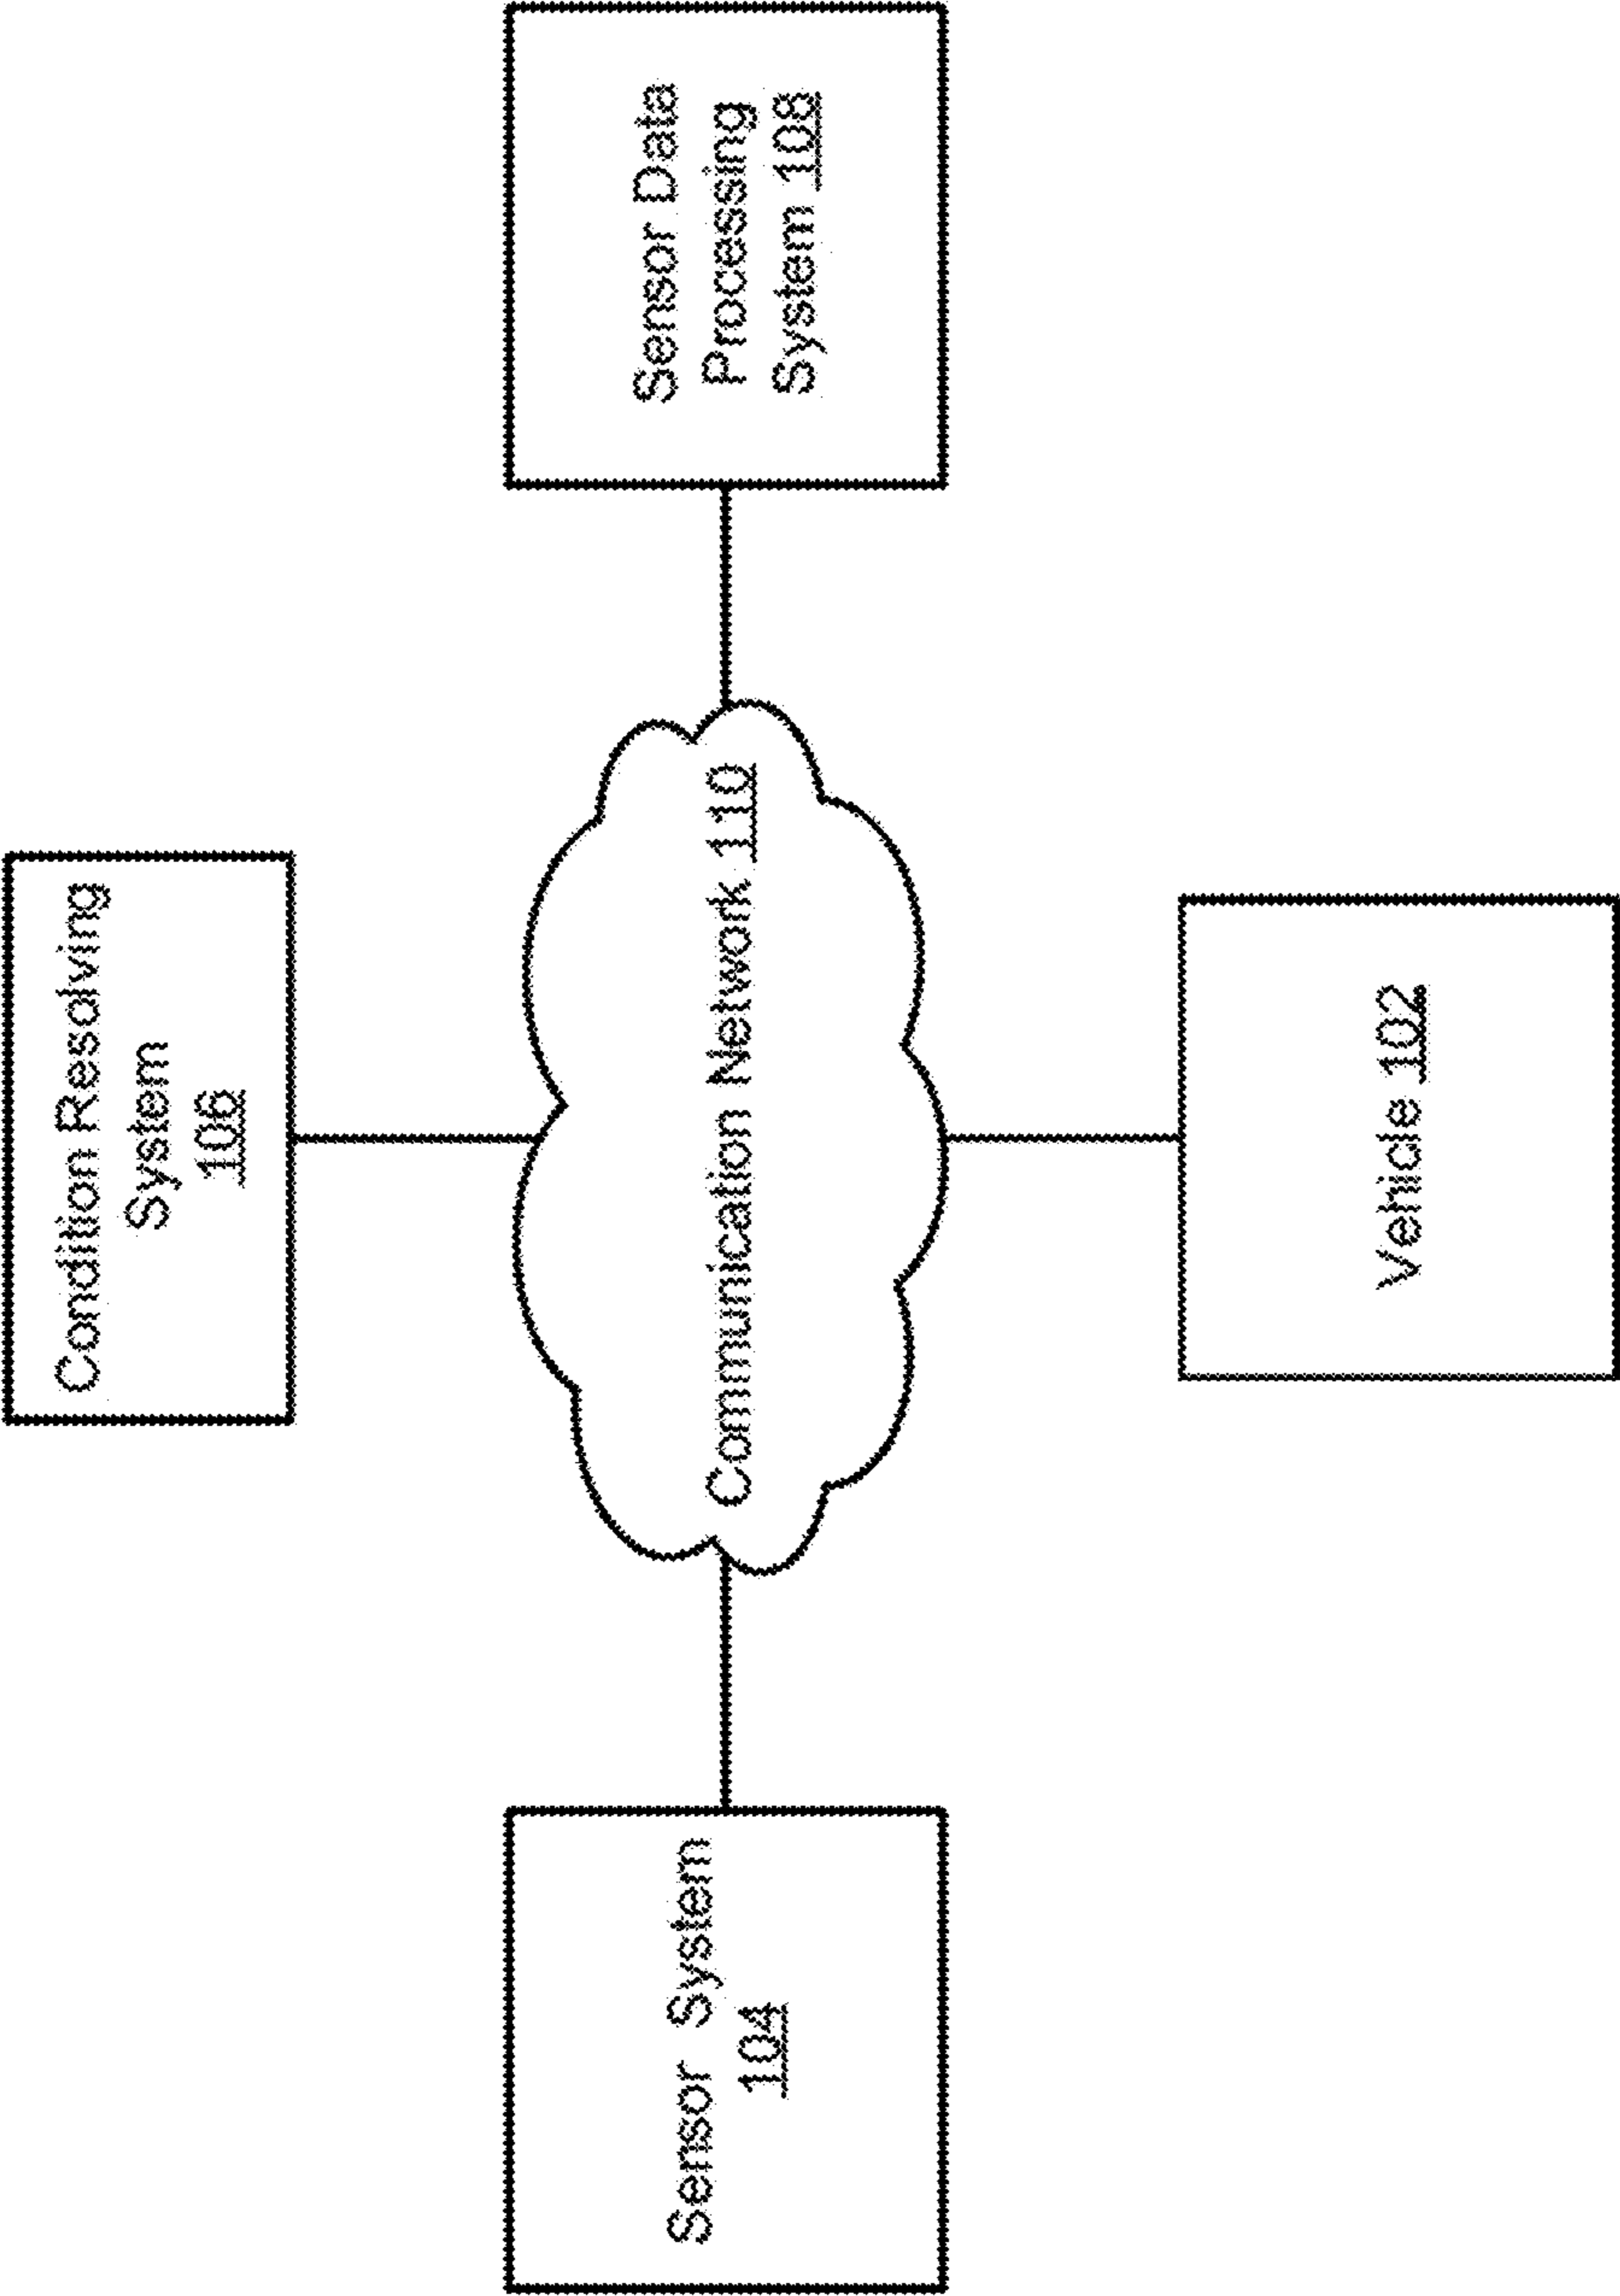 Condition Resolving
System
106
Sensor System
104
Communication Network 110
Sensor Data
Processing
System 108
Vehicle 102